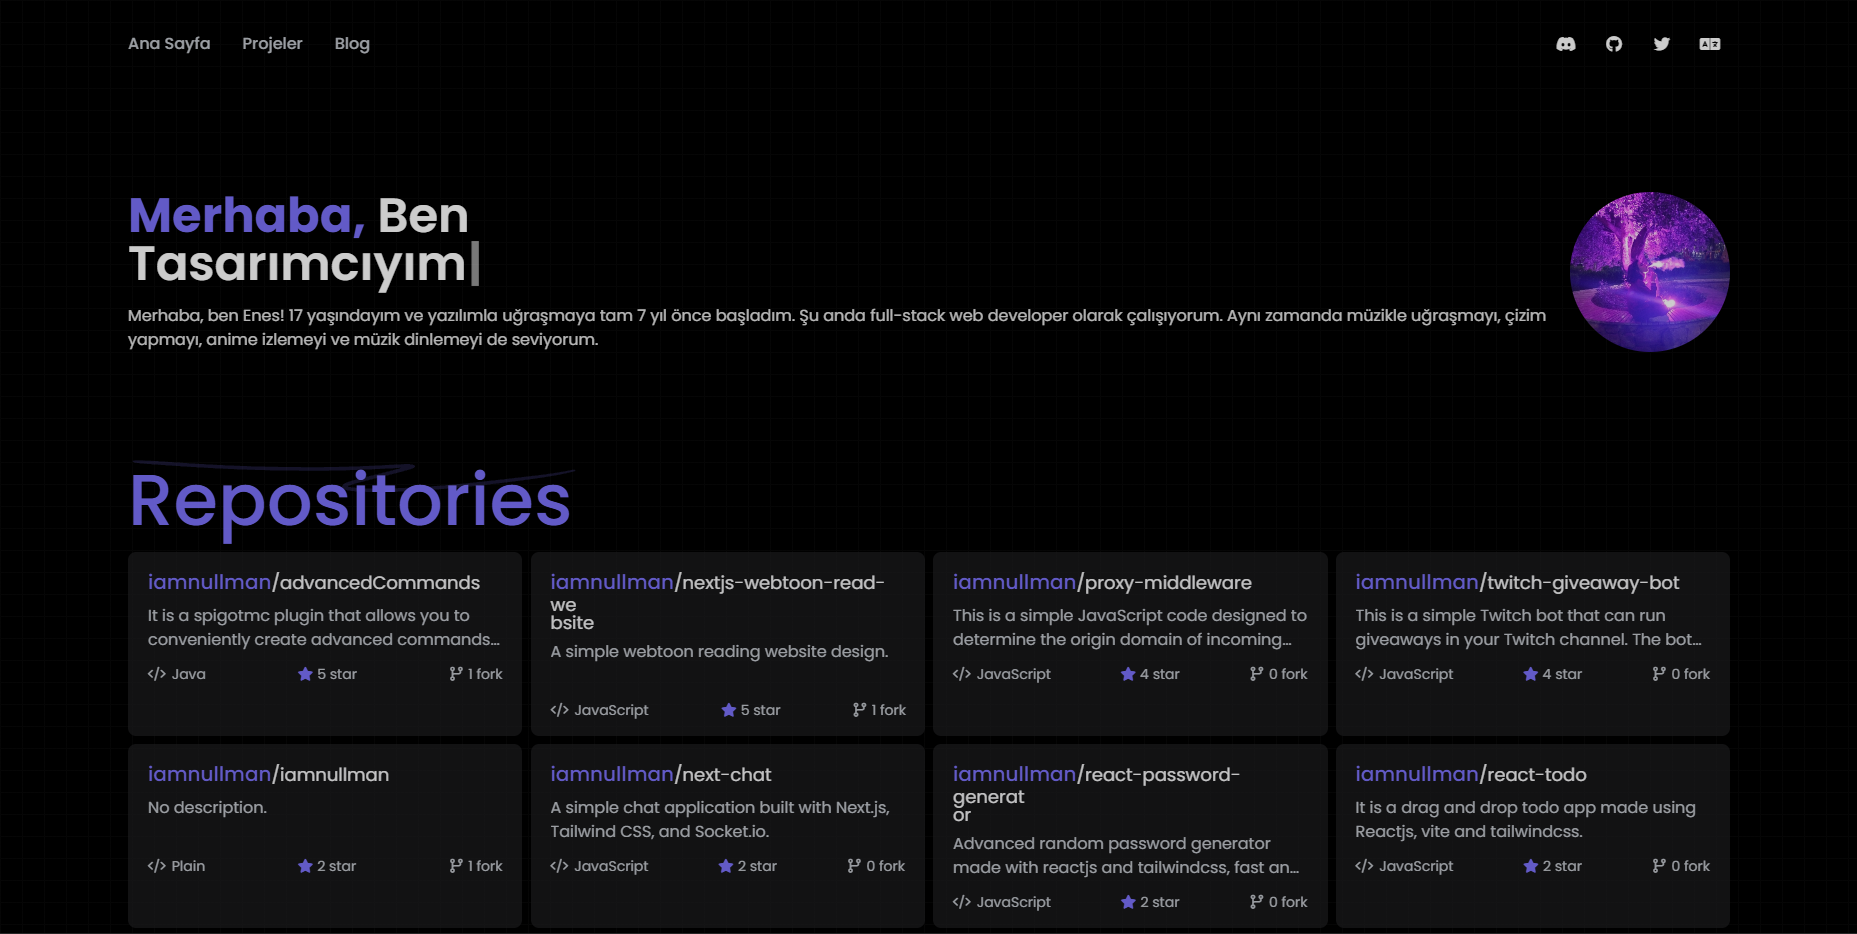 Ana Sayfa Projeler Blog
Merhaba, Ben
Tasarımcıyım|
Merhaba, ben Enes! 17 yaşındayım ve yazılımla uğraşmaya tam 7 yıl önce başladım. Şu anda full-stack web developer olarak çalışıyorum. Aynı zamanda müzikle uğraşmayı, çizim
yapmayı, anime izlemeyi ve müzik dinlemeyi de seviyorum.
Repositories
iamnullman/advancedCommands
It is a spigotmc plugin that allows you to
conveniently create advanced commands...
</> Java 5 star 1 fork
iamnullman/nextjs-webtoon-read-
we
bsite
A simple webtoon reading website design.
</> JavaScript 5 star 1 fork
iamnullman/proxy-middleware
This is a simple JavaScript code designed to
determine the origin domain of incoming...
</> JavaScript 4 star 0 fork
iamnullman/twitch-giveaway-bot
This is a simple Twitch bot that can run
giveaways in your Twitch channel. The bot...
</> JavaScript 4 star 0 fork
iamnullman/iamnullman
No description.
</> Plain 2 star 1 fork
iamnullman/next-chat
A simple chat application built with Next.js,
Tailwind CSS, and Socket.io.
</> JavaScript 2 star 0 fork
iamnullman/react-password-
generat
or
Advanced random password generator
made with reactjs and tailwindcss, fast an...
</> JavaScript 2 star 0 fork
iamnullman/react-todo
It is a drag and drop todo app made using
Reactjs, vite and tailwindcss.
</> JavaScript 2 star 0 fork